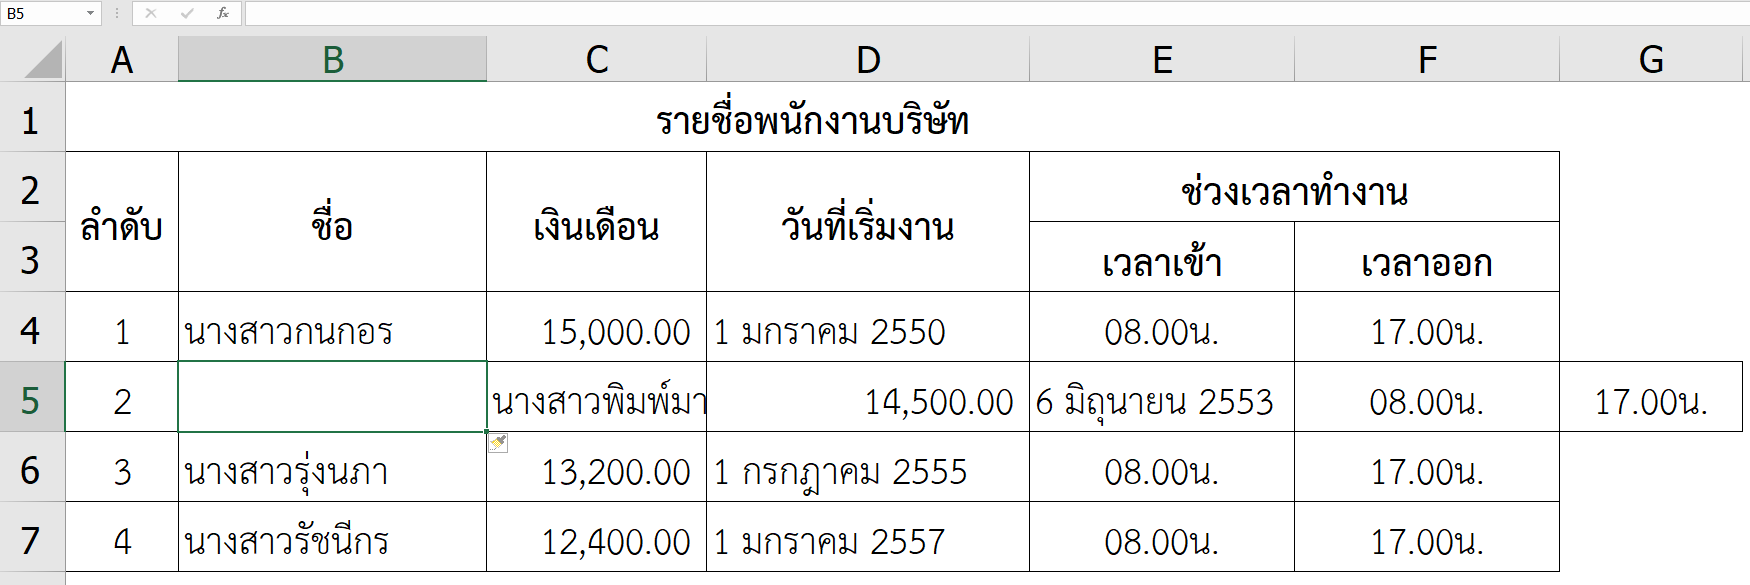 B5 fx
A B C D E F G
1 รายชื่อพนักงานบริษัท
2 ลำดับ ชื่อ เงินเดือน วันที่เริ่มงาน ช่วงเวลาทำงาน
3 เวลาเข้า เวลาออก
4 1 นางสาวกนกอร 15,000.00 1 มกราคม 2550 08.00น. 17.00น.
5 2 นางสาวพิมพ์มา 14,500.00 6 มิถุนายน 2553 08.00น. 17.00น.
6 3 นางสาวรุ่งนภา 13,200.00 1 กรกฎาคม 2555 08.00น. 17.00น.
7 4 นางสาวรัชนีกร 12,400.00 1 มกราคม 2557 08.00น. 17.00น.